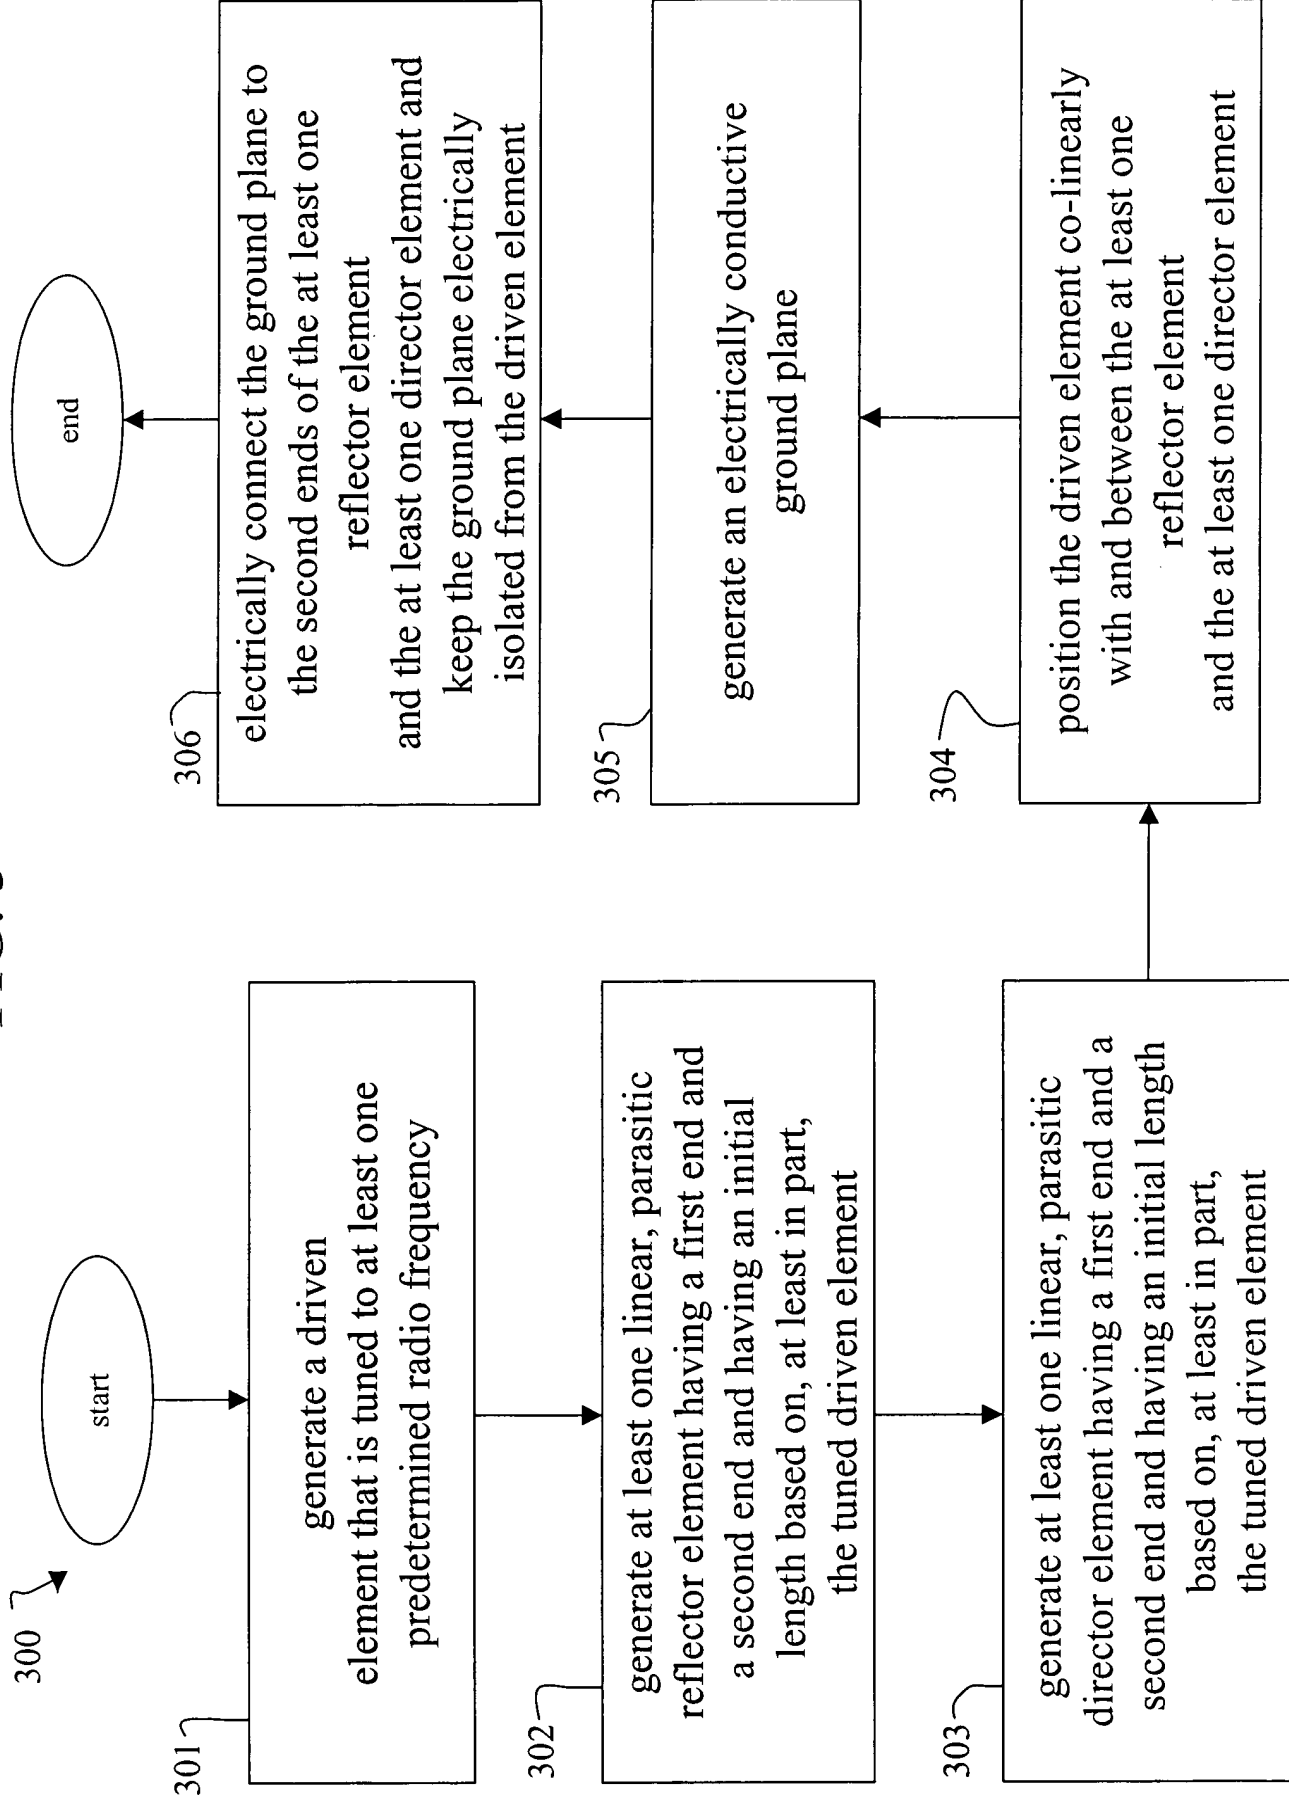 300
start
301
generate a driven
element that is tuned to at least one
predetermined radio frequency
302
generate at least one linear, parasitic
reflector element having a first end and
a second end and having an initial
length based on, at least in part,
the tuned driven element
303
generate at least one linear, parasitic
director element having a first end and a
second end and having an initial length
based on, at least in part,
the tuned driven element
304
position the driven element co-linearly
with and between the at least one
reflector element
and the at least one director element
305
generate an electrically conductive
ground plane
306
electrically connect the ground plane to
the second ends of the at least one
reflector element
and the at least one director element and
keep the ground plane electrically
isolated from the driven element
end